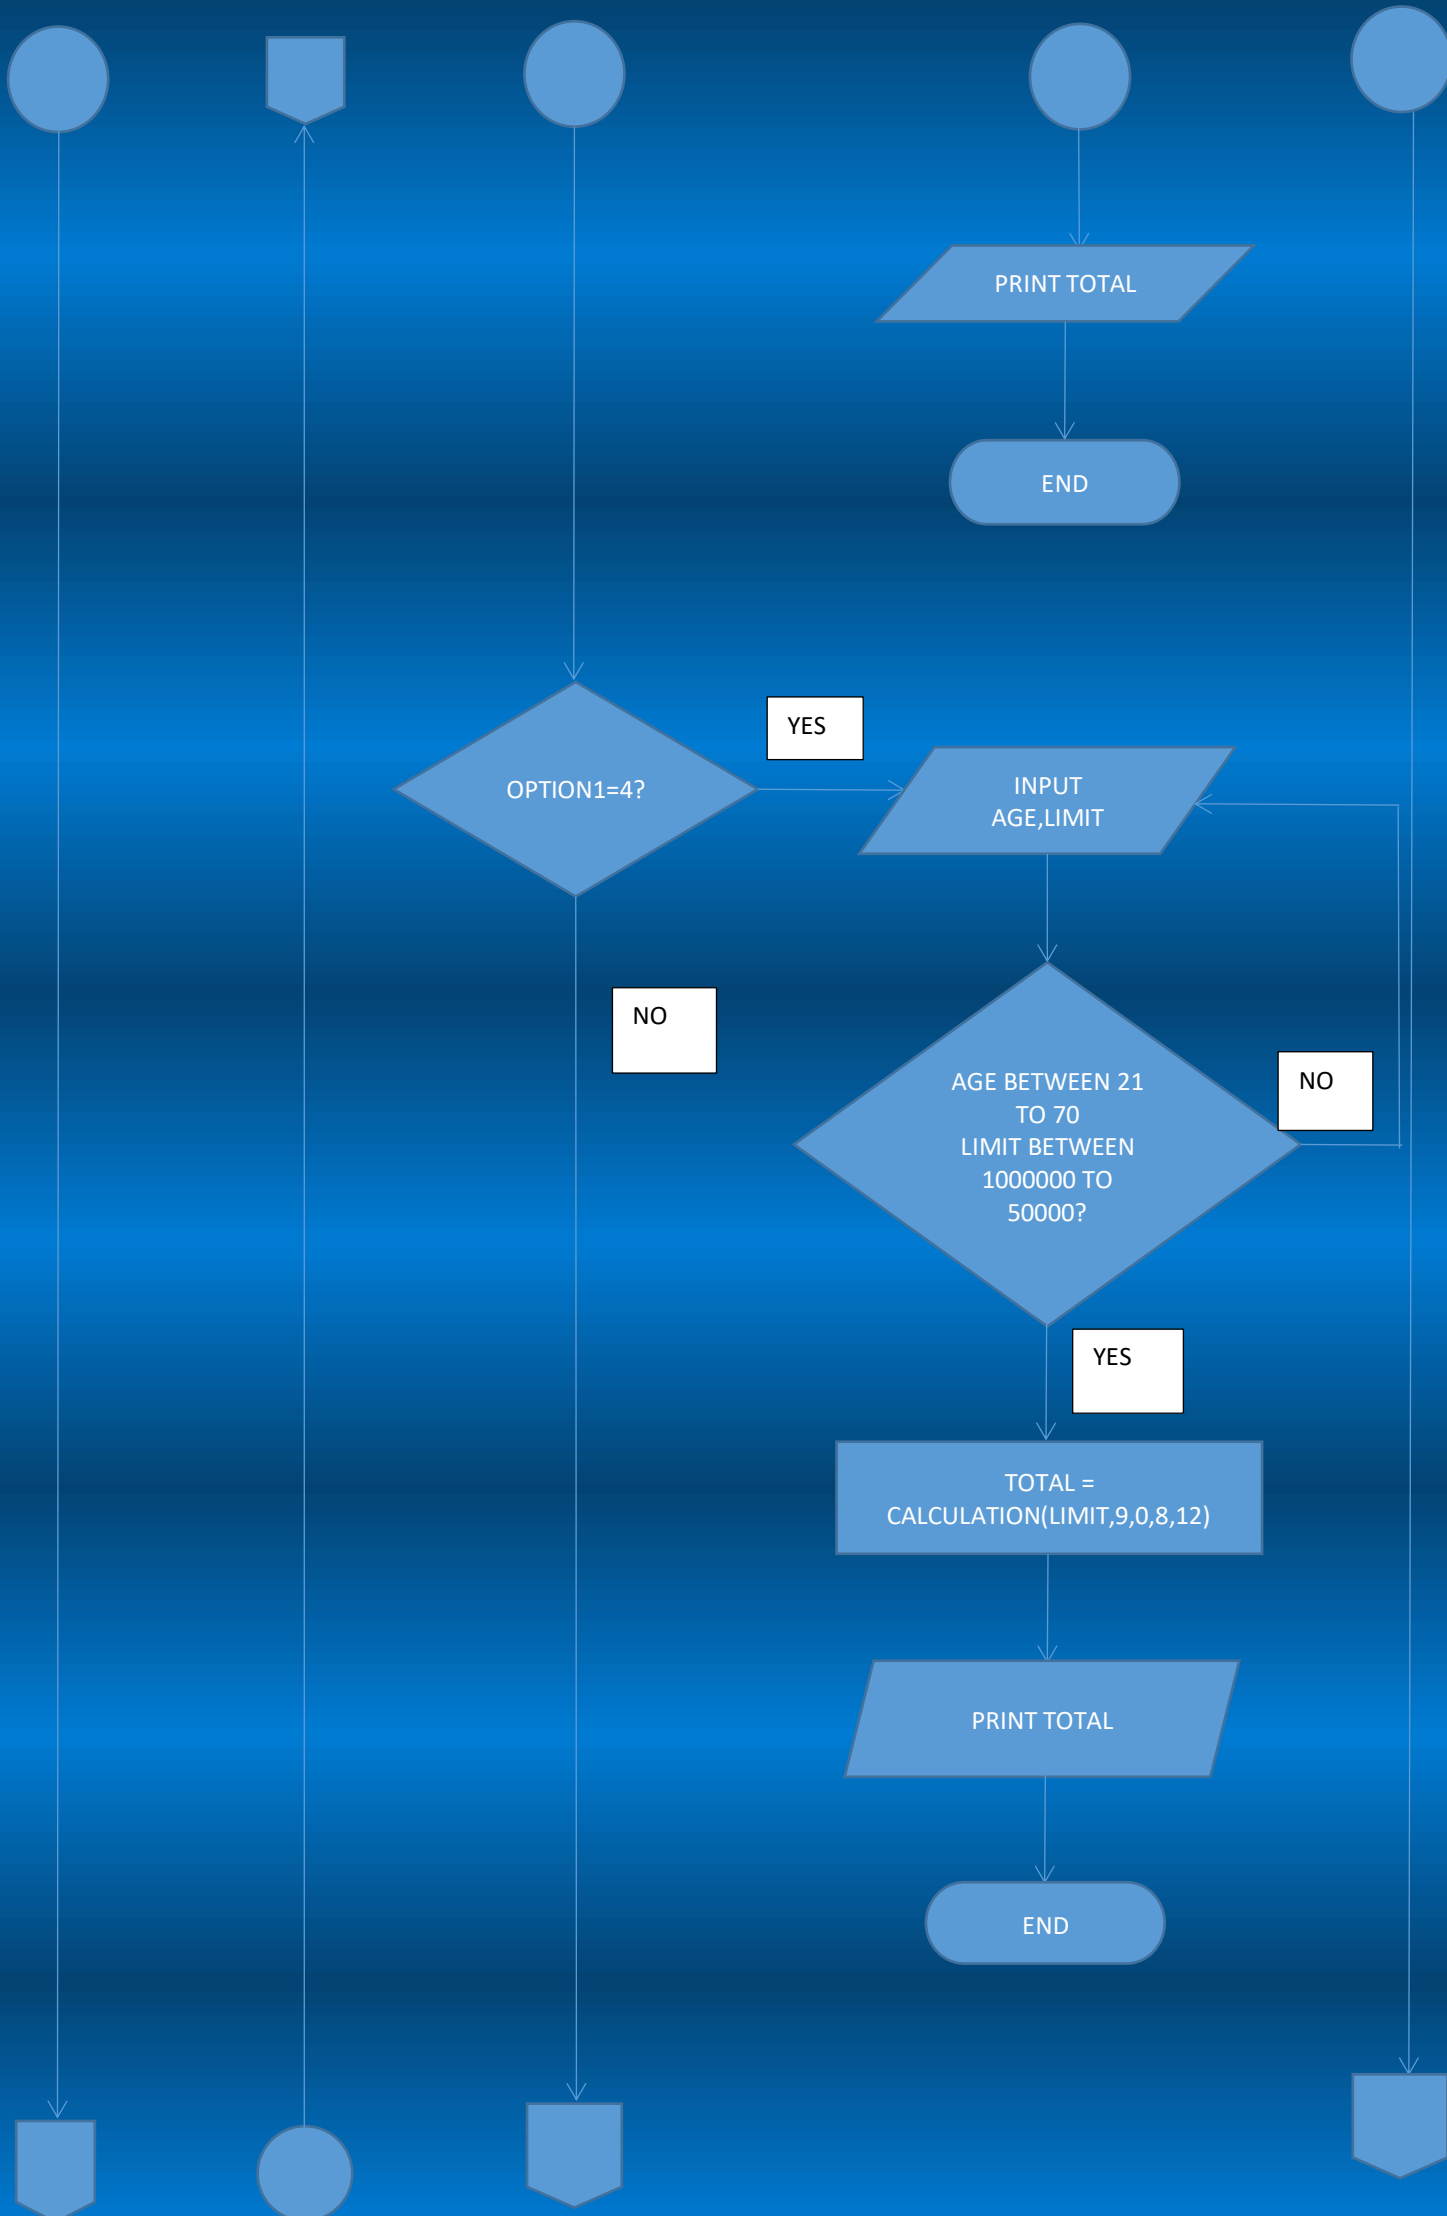 PRINT TOTAL
END
YES
OPTION1=4?
INPUT
AGE,LIMIT
NO
AGE BETWEEN 21
TO 70
LIMIT BETWEEN
1000000 TO
50000?
NO
YES
TOTAL =
CALCULATION(LIMIT,9,0,8,12)
PRINT TOTAL
END